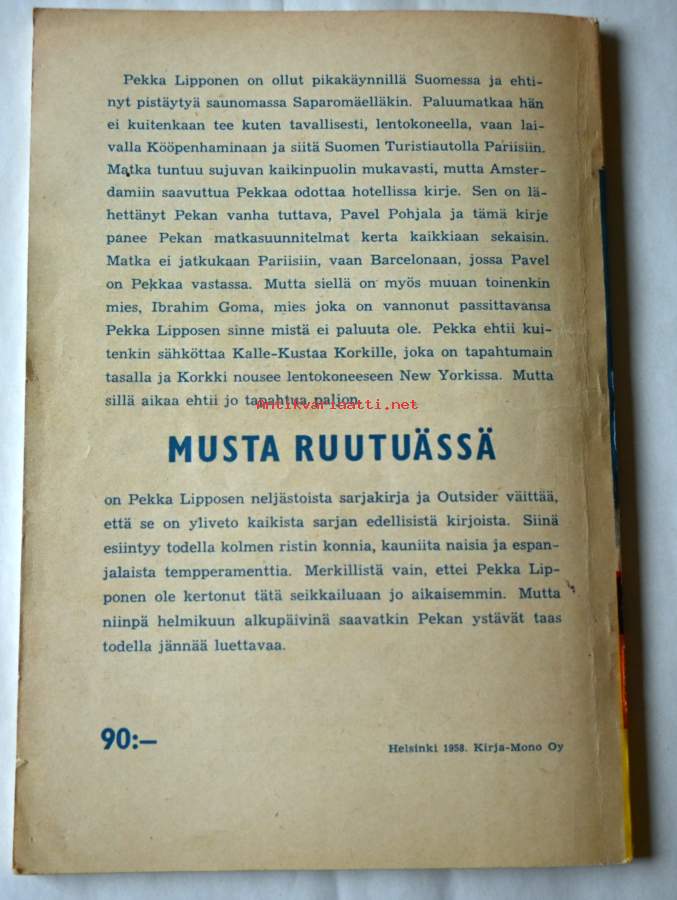 Pekka Lipponen on ollut pikakäynnillä Suomessa ja ehti-
nyt pistäytyä saunomassa Saparomäelläkin. Paluumatkaa hän
ei kuitenkaan tee kuten tavallisesti, lentokoneella, vaan lai-
valla Kööpenhaminaan ja siitä Suomen Turistiautolla Pariisiin.
Matka tuntuu sujuvan kaikinpuolin mukavasti, mutta Amster-
damiin saavuttua Pekkaa odottaa hotellissa kirje. Sen on lä-
hettänyt Pekan vanha tuttava, Pavel Pohjala ja tämä kirje
panee Pekan matkasuunnitelmat kerta kaikkiaan sekaisin.
Matka ei jatkukaan Pariisiin, vaan Barcelonaan, jossa Pavel
on Pekkaa vastassa. Mutta siellä on myös muuan toinenkin
mies, Ibrahim Goma, mies joka on vannonut passittavansa
Pekka Lipposen sinne mistä ei paluuta ole. Pekka ehtii kui-
tenkin sähköttaa Kalle-Kustaa Korkille, joka on tapahtumain
tasalla ja Korkki nousee lentokoneeseen New Yorkissa. Mutta
sillä aikaa ehtii jo tapahtua paljon.
Antikvariaatti.net
MUSTA RUUTUÄSSÄ
on Pekka Lipposen neljästoista sarjakirja ja Outsider väittää,
että se on yliveto kaikista sarjan edellisistä kirjoista. Siinä
esiintyy todella kolmen ristin konnia, kauniita naisia ja espan-
jalaista tempperamenttia. Merkillistä vain, ettei Pekka Lip-
ponen ole kertonut tätä seikkailuaan jo aikaisemmin. Mutta
niinpä helmikuun alkupäivinä saavatkin Pekan ystävät taas
todella jännää luettavaa.
90:—
Helsinki 1958. Kirja-Mono Oy